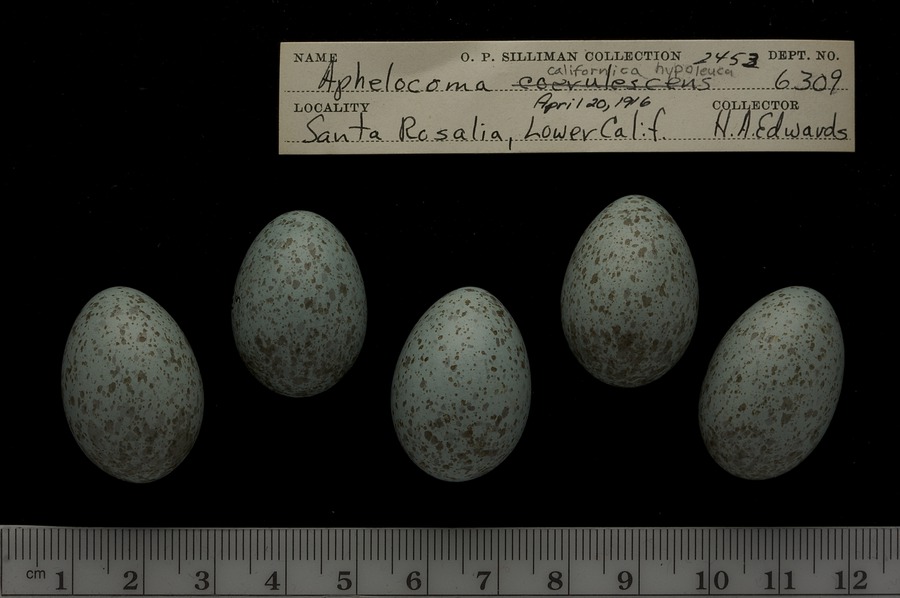 NAME O. P. SILLIMAN COLLECTION 2453 DEPT. NO.
californica hypoleuca
Aphelocoma coerulescens 6309
LOCALITY April 20, 1916 COLLECTOR
Santa Rosalia, Lower Calif. H.A.Edwards
cm 1 2 3 4 5 6 7 8 9 10 11 12